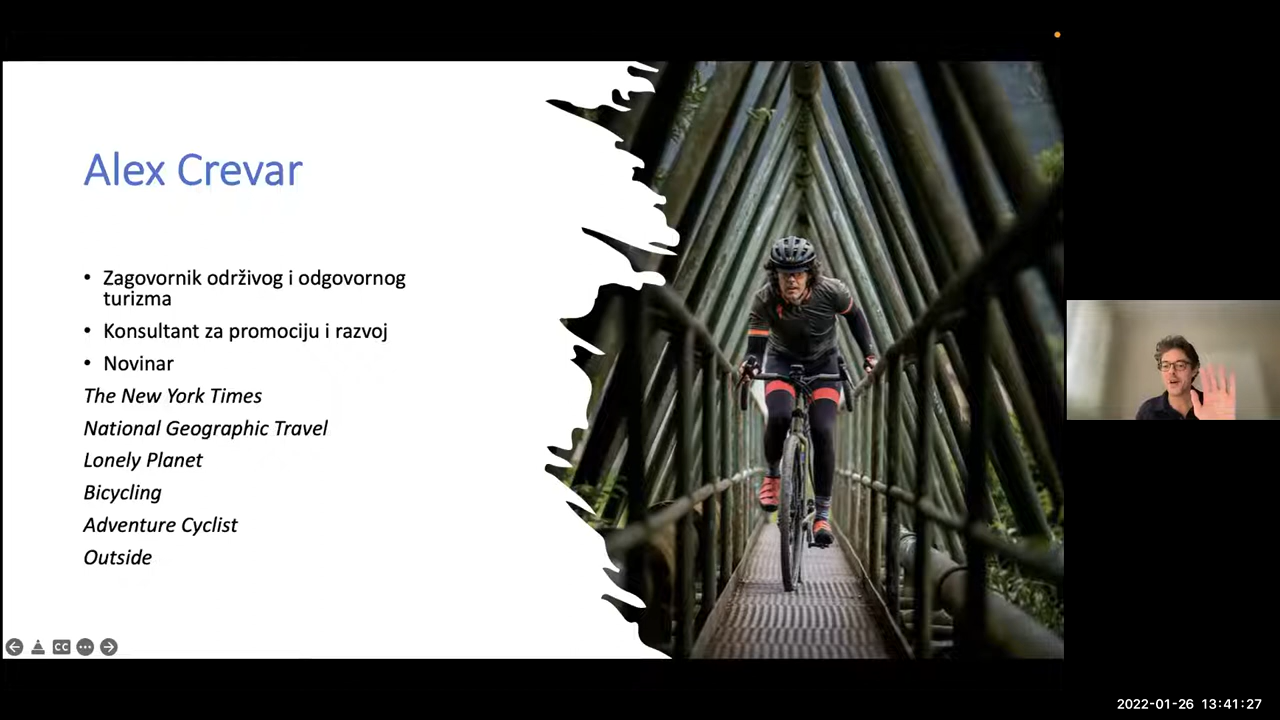 Alex Crevar
• Zagovornik održivog i odgovornog
turizma
• Konsultant za promociju i razvoj
• Novinar
The New York Times
National Geographic Travel
Lonely Planet
Bicycling
Adventure Cyclist
Outside
CC
2022-01-26 13:41:27